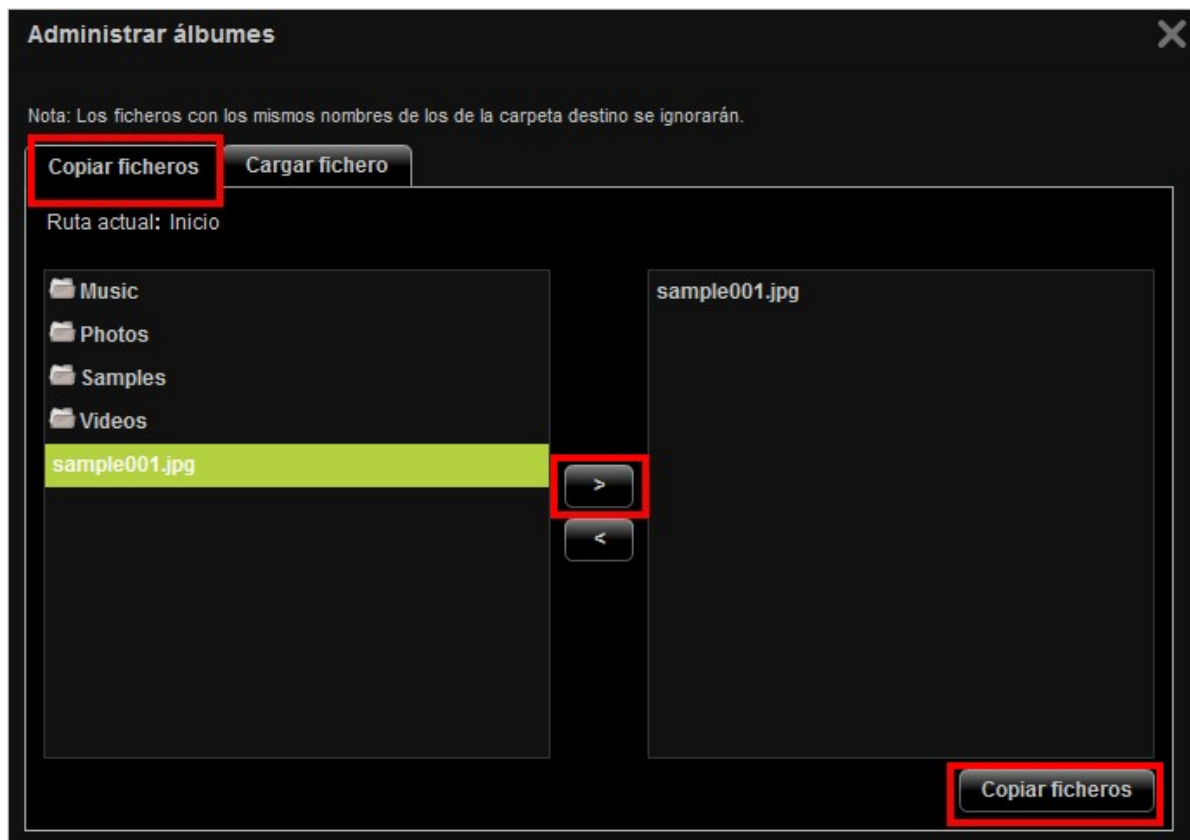 Administrar álbumes
Nota: Los ficheros con los mismos nombres de los de la carpeta destino se ignorarán.
Copiar ficheros
Cargar fichero
Ruta actual: Inicio
Music
Photos
Samples
Videos
sample001.jpg
sample001.jpg
>
<
Copiar ficheros